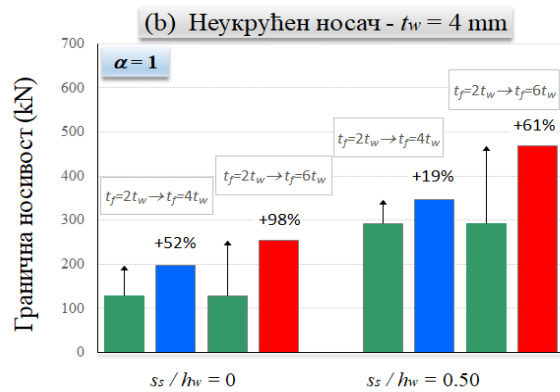 (b) Неукрућен носач - tw = 4 mm
Гранична носивост (kN)
700
600
500
400
300
200
100
0
α = 1
tf=2tw→tf=4tw
+52%
tf=2tw→tf=6tw
+98%
tf=2tw→tf=4tw
+19%
tf=2tw→tf=6tw
+61%
ss / hw = 0
ss / hw = 0.50